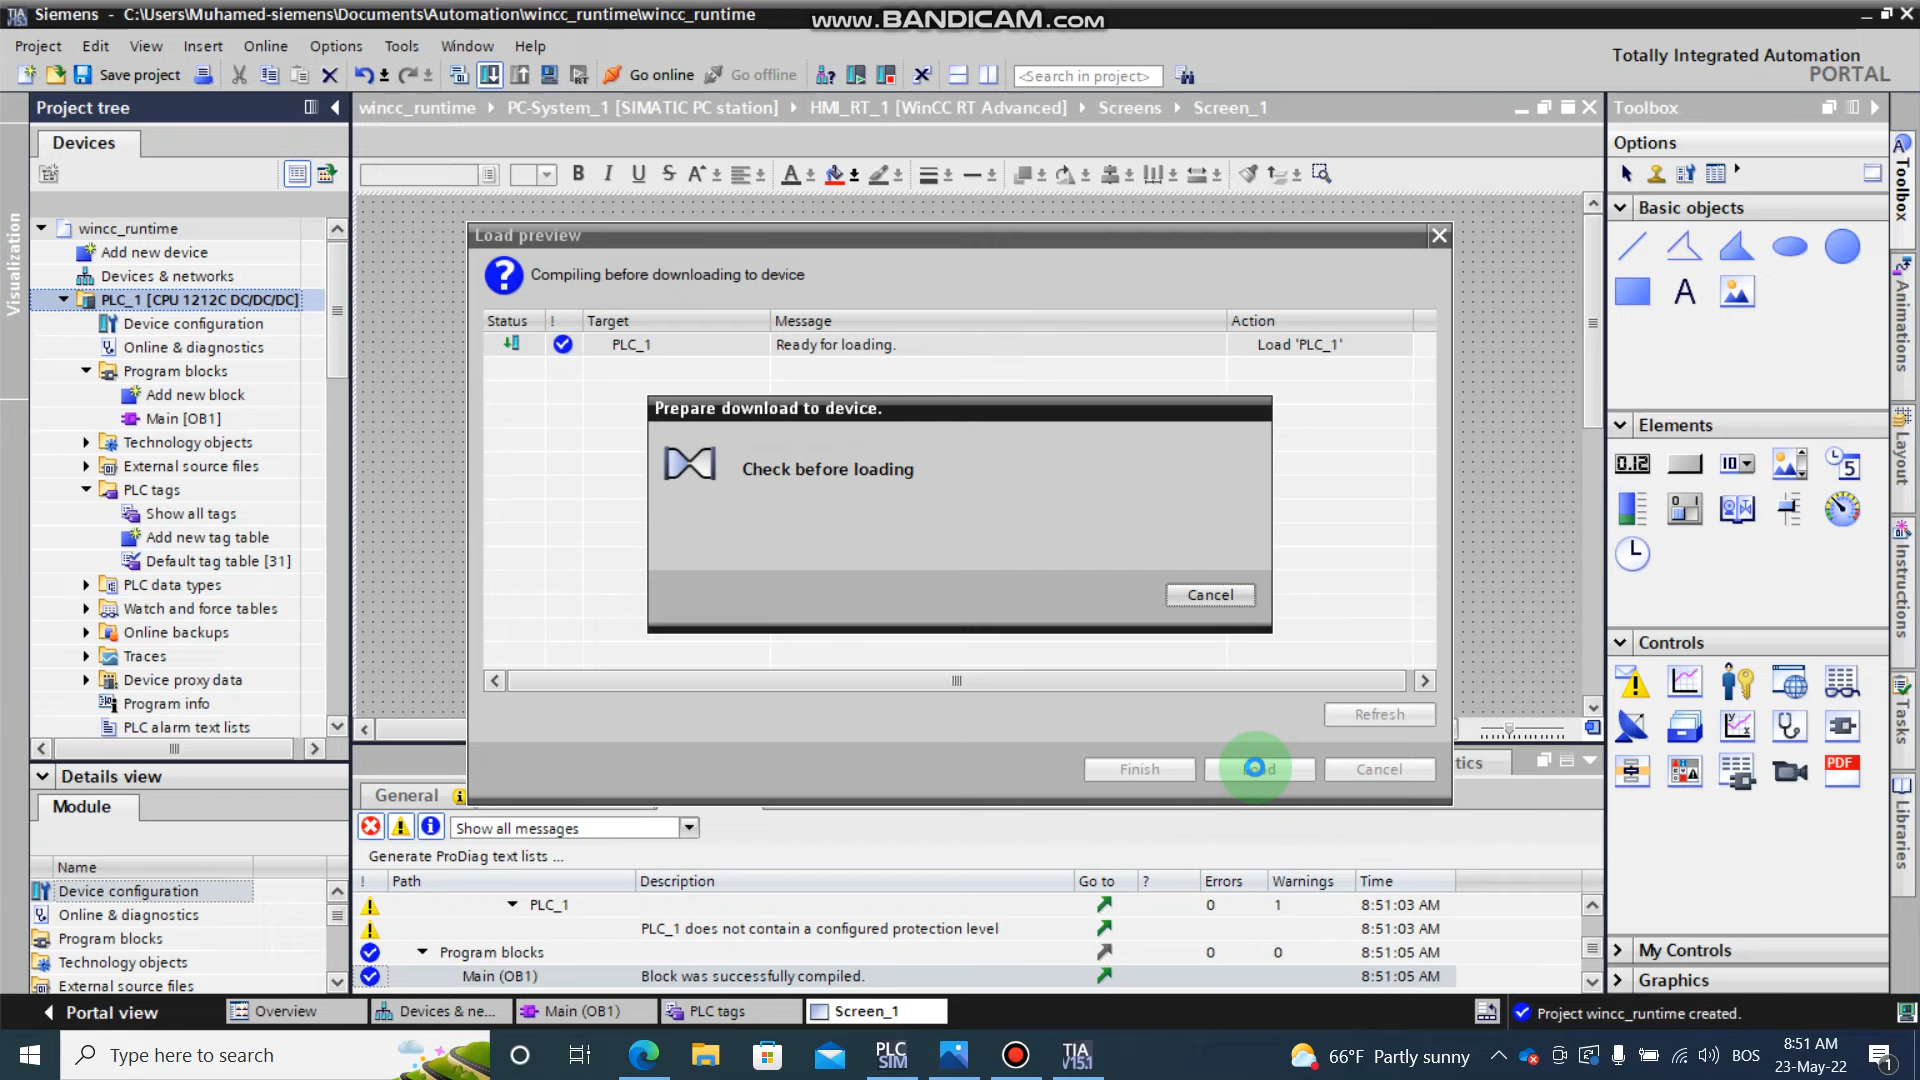 Siemens - C:\Users\Muhamed-siemens\Documents\Automation\wincc_runtime\wincc_runtime
www.BANDICAM.com
Project Edit View Insert Online Options Tools Window Help
Totally Integrated Automation
PORTAL
Save project Go online Go offline <Search in project>
Project tree
wincc_runtime PC-System_1 [SIMATIC PC station] HMI_RT_1 [WinCC RT Advanced] Screens Screen_1
Toolbox
Devices
Options
Visualization
Basic objects
wincc_runtime
Add new device
Devices & networks
PLC_1 [CPU 1212C DC/DC/DC]
Device configuration
Online & diagnostics
Program blocks
Add new block
Main [OB1]
Technology objects
External source files
PLC tags
Show all tags
Add new tag table
Default tag table [31]
PLC data types
Watch and force tables
Online backups
Traces
Device proxy data
Program info
PLC alarm text lists
Load preview
Compiling before downloading to device
Status ! Target Message Action
PLC_1 Ready for loading. Load 'PLC_1'
Prepare download to device.
Check before loading
Cancel
Refresh
Finish Cancel
Elements
Controls
My Controls
Graphics
Toolbox
Animations
Layout
Instructions
Tasks
Libraries
Details view
Module
Name
Device configuration
Online & diagnostics
Program blocks
Technology objects
External source files
General
Show all messages
Generate ProDiag text lists ...
! Path Description Go to ? Errors Warnings Time
PLC_1 0 1 8:51:03 AM
PLC_1 does not contain a configured protection level 8:51:03 AM
Program blocks 0 0 8:51:05 AM
Main (OB1) Block was successfully compiled. 8:51:05 AM
Portal view Overview Devices & ne... Main (OB1) PLC tags Screen_1 Project wincc_runtime created.
Type here to search
PLC SIM
TIA V15.1
66°F Partly sunny
BOS
8:51 AM
23-May-22
1